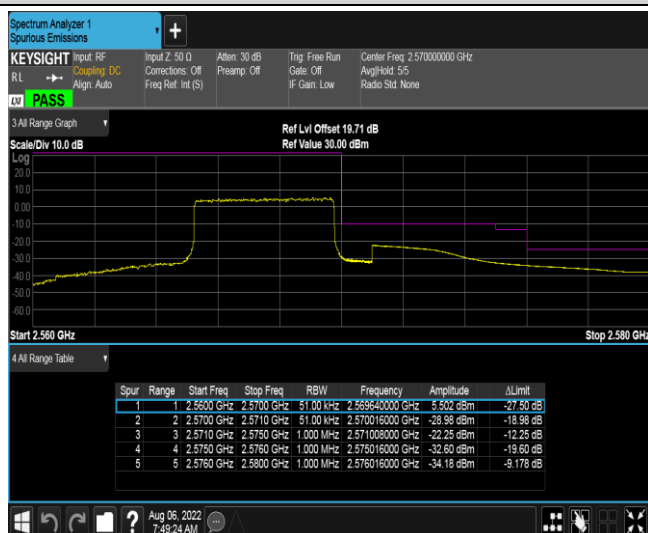 Spectrum Analyzer 1
Spurious Emissions
+
KEYSIGHT Input: RF Input Z: 50 Ω Atten: 30 dB Trig: Free Run Center Freq: 2.570000000 GHz
RL Coupling: DC Corrections: Off Preamp: Off Gate: Off Avg|Hold: 5/5
Align: Auto Freq Ref: Int (S) IF Gain: Low Radio Std: None
LXI PASS
3 All Range Graph
Ref Lvl Offset 19.71 dB
Scale/Div 10.0 dB Ref Value 30.00 dBm
Log
20.0
10.0
0.00
-10.0
-20.0
-30.0
-40.0
-50.0
-60.0
Start 2.560 GHz Stop 2.580 GHz
4 All Range Table
Spur Range Start Freq Stop Freq RBW Frequency Amplitude ΔLimit
1 1 2.5600 GHz 2.5700 GHz 51.00 kHz 2.569640000 GHz 5.502 dBm -27.50 dB
2 2 2.5700 GHz 2.5710 GHz 51.00 kHz 2.570016000 GHz -28.98 dBm -18.98 dB
3 3 2.5710 GHz 2.5750 GHz 1.000 MHz 2.571008000 GHz -22.25 dBm -12.25 dB
4 4 2.5750 GHz 2.5760 GHz 1.000 MHz 2.575016000 GHz -32.60 dBm -19.60 dB
5 5 2.5760 GHz 2.5800 GHz 1.000 MHz 2.576016000 GHz -34.18 dBm -9.178 dB
? Aug 06, 2022
7:49:24 AM